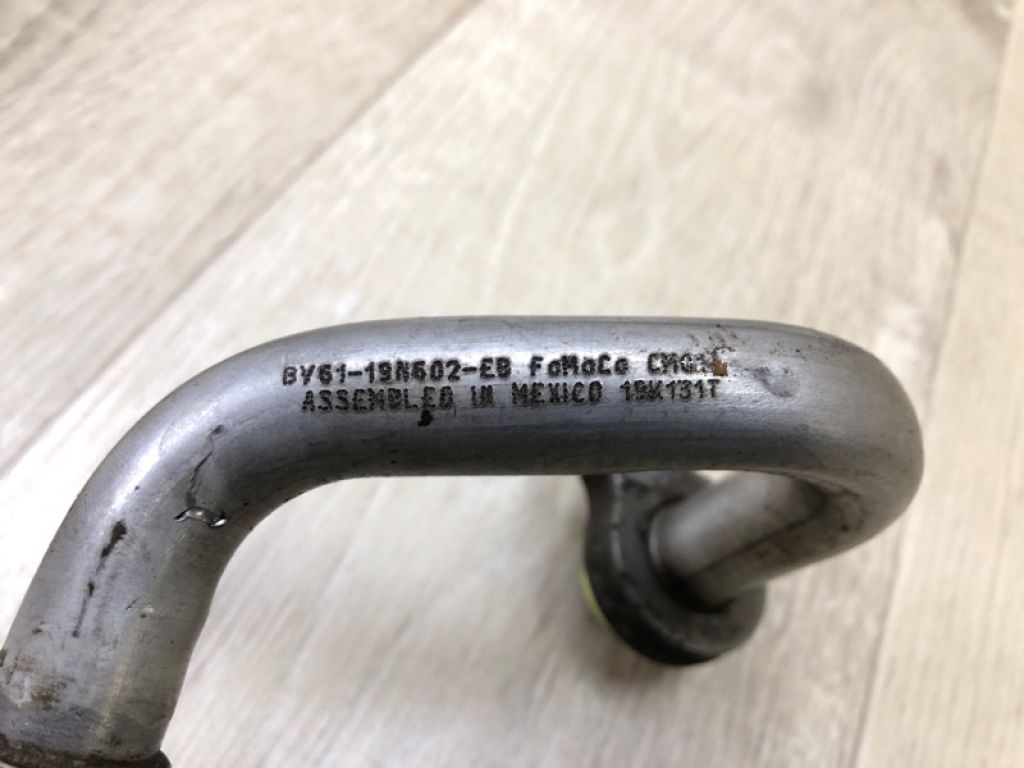 BV61-19N602-EB FoMoCo
ASSEMBLED IN MEXICO 19K131T